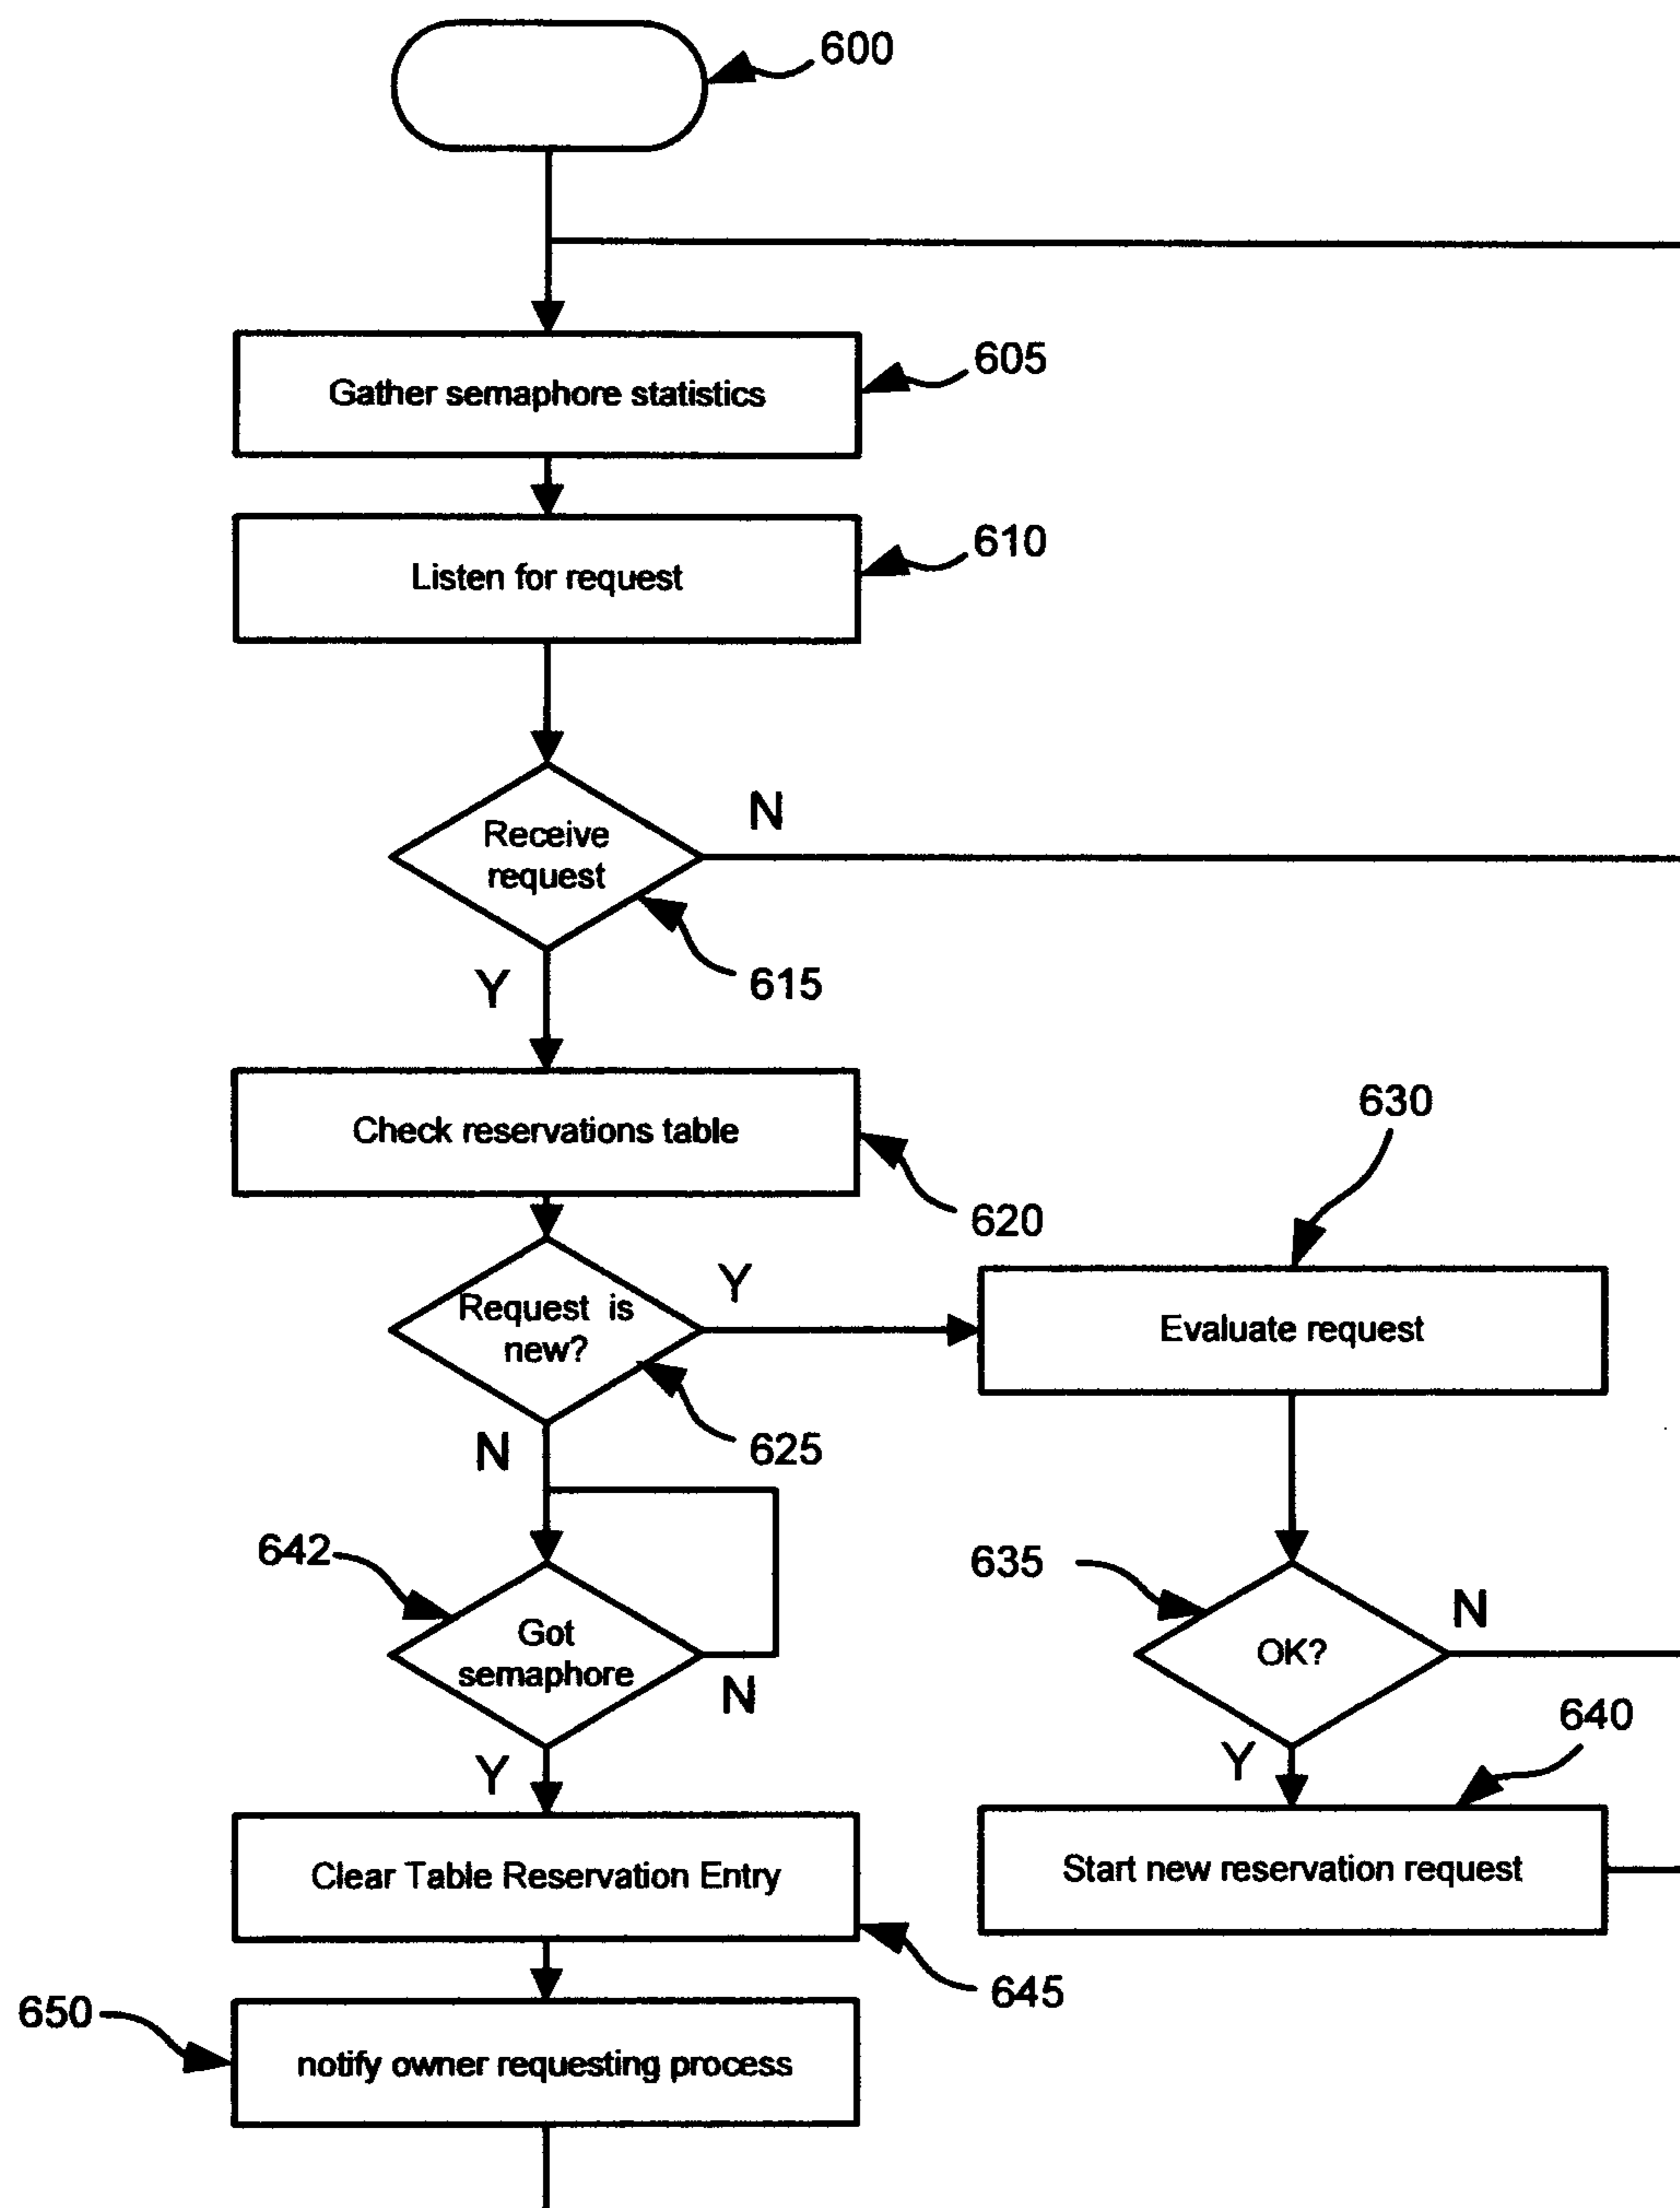 600
Gather semaphore statistics
605
Listen for request
610
Receive
request
N
615
Y
Check reservations table
620
630
Request is
new?
Y
Evaluate request
625
N
642
Got
semaphore
N
635
OK?
N
640
Y
Y
Clear Table Reservation Entry
Start new reservation request
645
650
notify owner requesting process